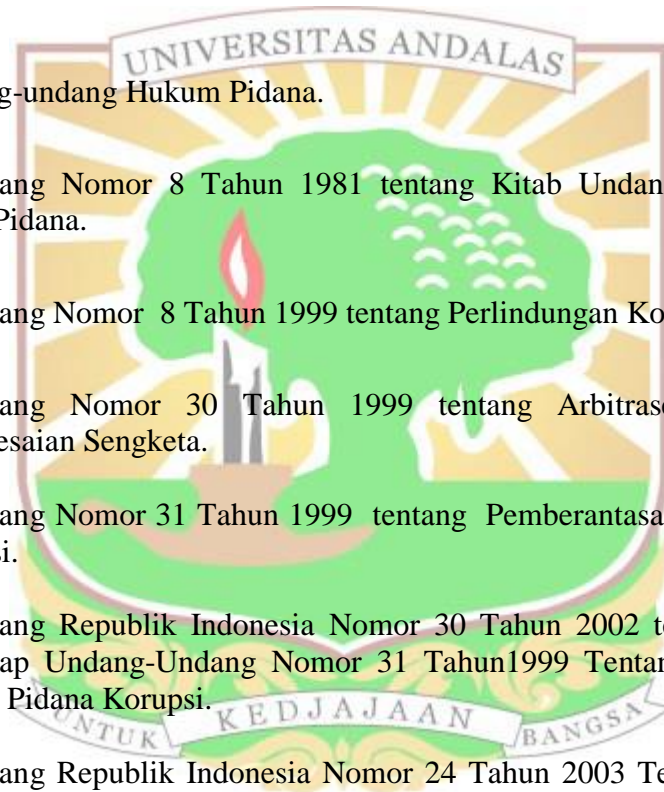 UNIVERSITAS ANDALAS
g-undang Hukum Pidana.
ang Nomor 8 Tahun 1981 tentang Kitab Undan
Pidana.
ang Nomor 8 Tahun 1999 tentang Perlindungan Ko
ang Nomor 30 Tahun 1999 tentang Arbitras
esaian Sengketa.
ang Nomor 31 Tahun 1999 tentang Pemberantasa
si.
ang Republik Indonesia Nomor 30 Tahun 2002 t
ap Undang-Undang Nomor 31 Tahun1999 Tentan
Pidana Korupsi.
UNTUK KEDJAJAAN BANGSA
ang Republik Indonesia Nomor 24 Tahun 2003 Te